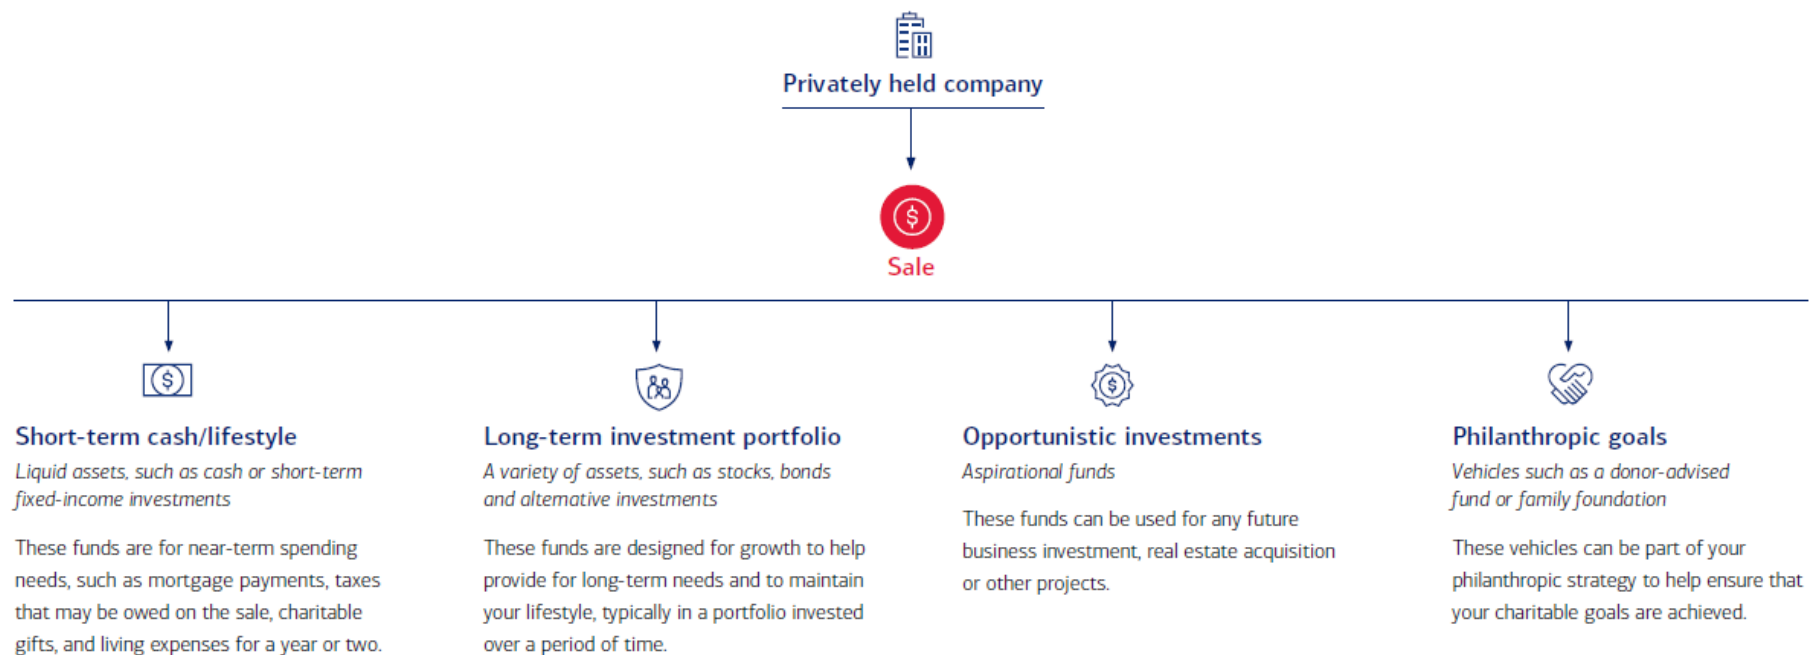 Privately held company
Sale
Short-term cash/lifestyle
Liquid assets, such as cash or short-term
fixed-income investments
These funds are for near-term spending
needs, such as mortgage payments, taxes
that may be owed on the sale, charitable
gifts, and living expenses for a year or two.
Long-term investment portfolio
A variety of assets, such as stocks, bonds
and alternative investments
These funds are designed for growth to help
provide for long-term needs and to maintain
your lifestyle, typically in a portfolio invested
over a period of time.
Opportunistic investments
Aspirational funds
These funds can be used for any future
business investment, real estate acquisition
or other projects.
Philanthropic goals
Vehicles such as a donor-advised
fund or family foundation
These vehicles can be part of your
philanthropic strategy to help ensure that
your charitable goals are achieved.